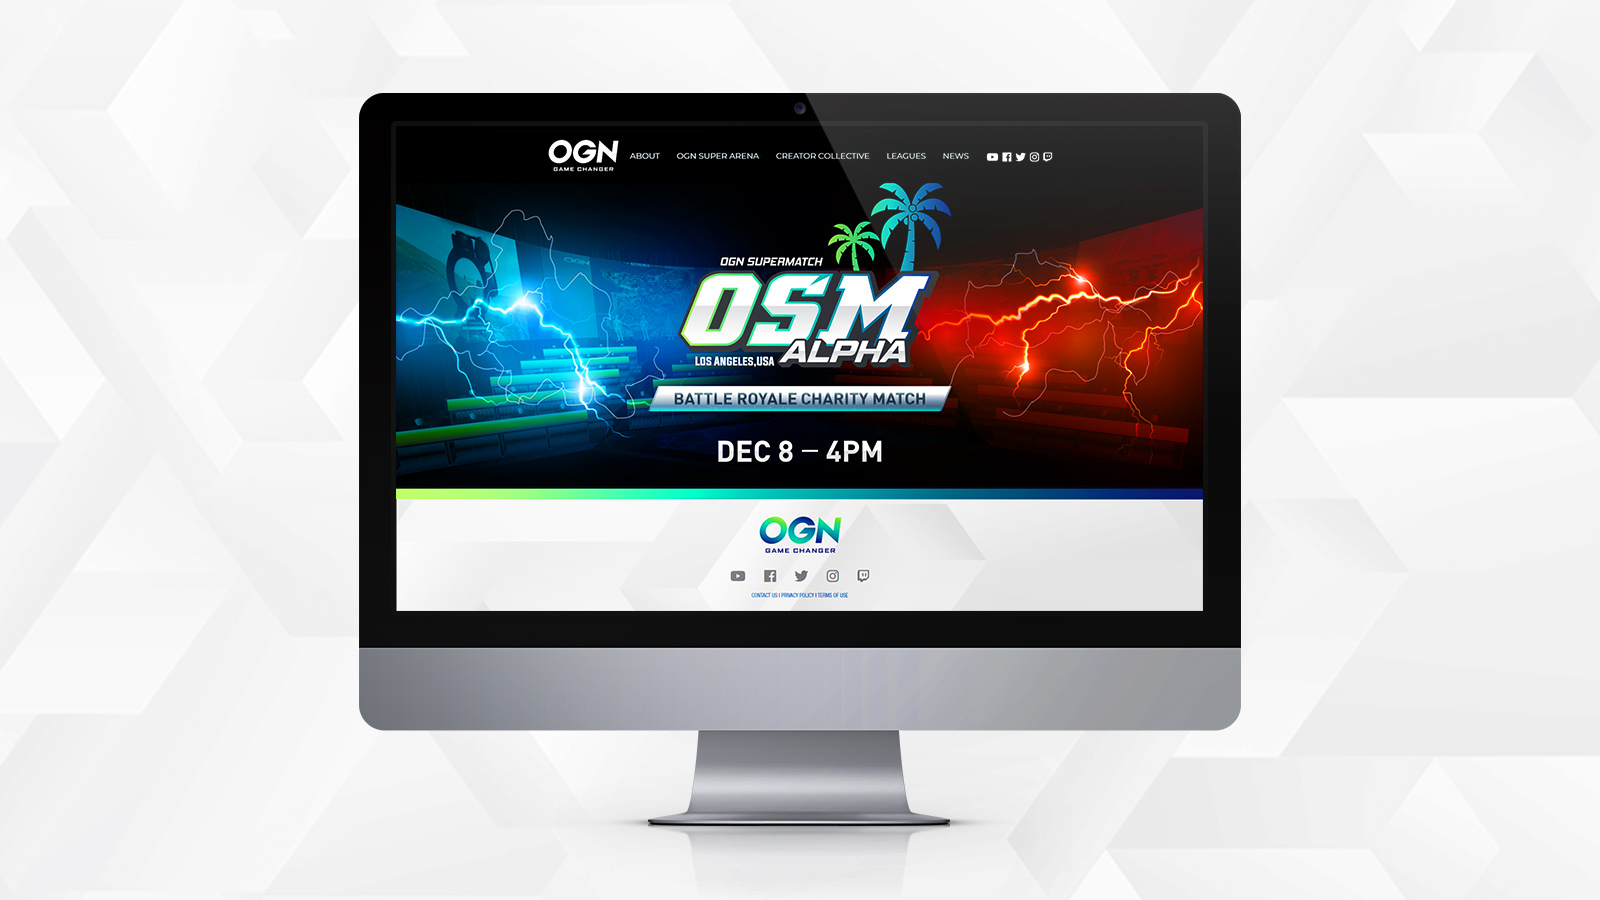 OGN
GAME CHANGER
ABOUT
OGN SUPER ARENA
CREATOR COLLECTIVE
LEAGUES
NEWS
OGN SUPERMATCH
OSM
ALPHA
LOS ANGELES,USA
BATTLE ROYALE CHARITY MATCH
DEC 8 – 4PM
OGN
GAME CHANGER
CONTACT US | PRIVACY POLICY | TERMS OF USE